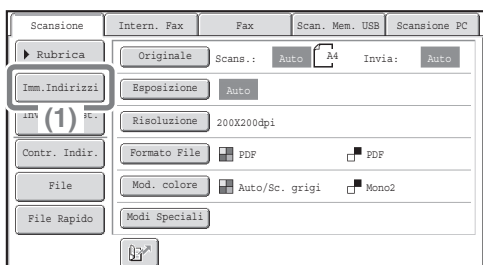 Scansione Intern. Fax Fax Scan. Mem. USB Scansione PC
Rubrica Originale Scans.: Auto A4 Invia: Auto
Imm.Indirizzi Esposizione Auto
(1) Risoluzione 200X200dpi
Contr. Indir. Formato File PDF PDF
File Mod. colore Auto/Sc. grigi Mono2
File Rapido Modi Speciali